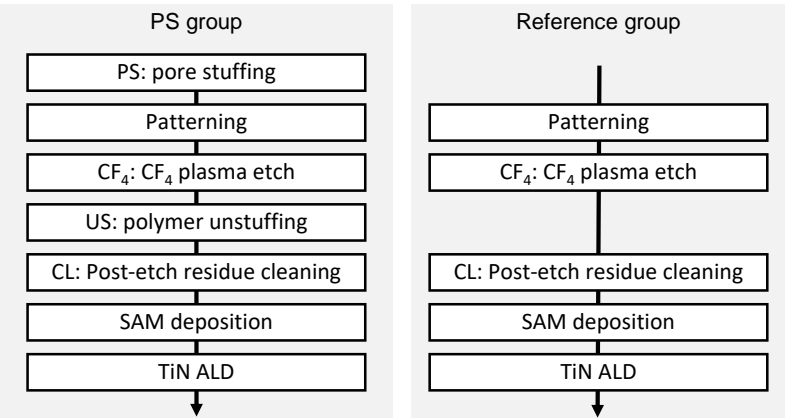 PS group
PS: pore stuffing
Patterning
CF₄: CF₄ plasma etch
US: polymer unstuffing
CL: Post-etch residue cleaning
SAM deposition
TiN ALD
Reference group
Patterning
CF₄: CF₄ plasma etch
CL: Post-etch residue cleaning
SAM deposition
TiN ALD